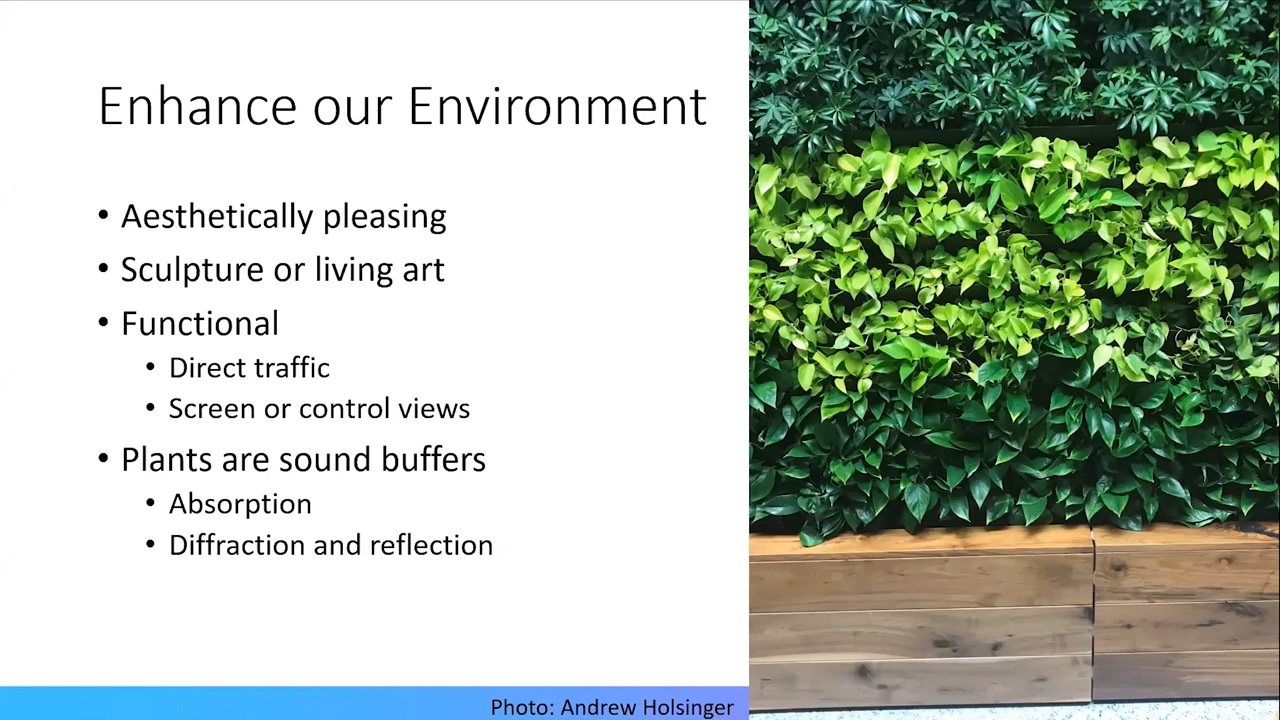 Enhance our Environment
• Aesthetically pleasing
• Sculpture or living art
• Functional
• Direct traffic
• Screen or control views
• Plants are sound buffers
• Absorption
• Diffraction and reflection
Photo: Andrew Holsinger